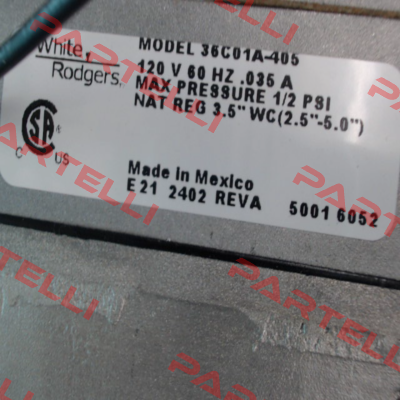 White
Rodgers
MODEL 36C01A-405
120 V 60 HZ .035 A
MAX PRESSURE 1/2 PSI
NAT REG 3.5" WC(2.5"-5.0")
CSA
C US
Made in Mexico
E21 2402 REVA 5001 6052
PARTELLI
PARTELLI
PARTELLI
PARTELLI